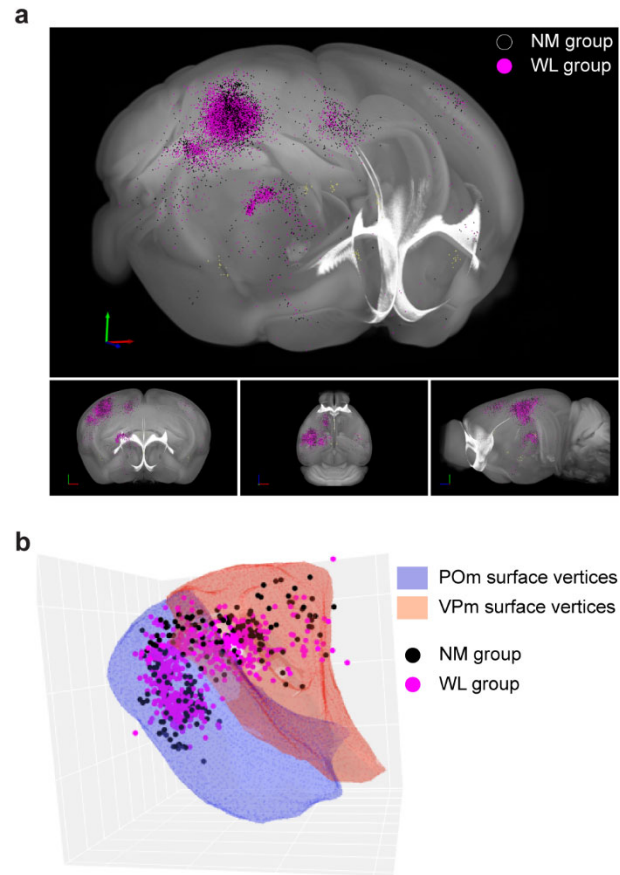 a
NM group
WL group
b
POm surface vertices
VPm surface vertices
NM group
WL group